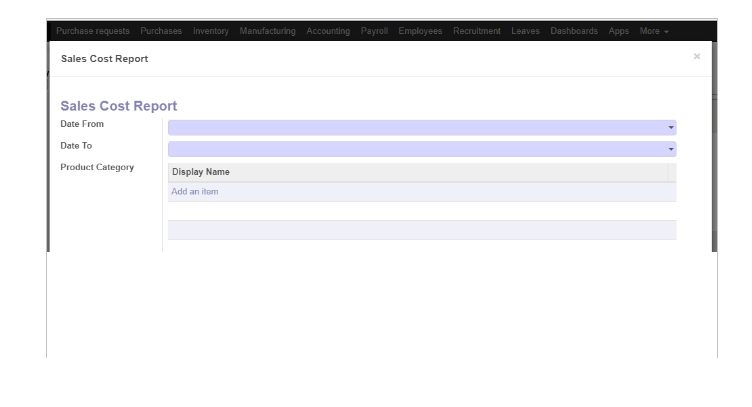 Purchase requests Purchases Inventory Manufacturing Accounting Payroll Employees Recruitment Leaves Dashboards Apps More
Sales Cost Report ×
Sales Cost Report
Date From
Date To
Product Category
Display Name
Add an item